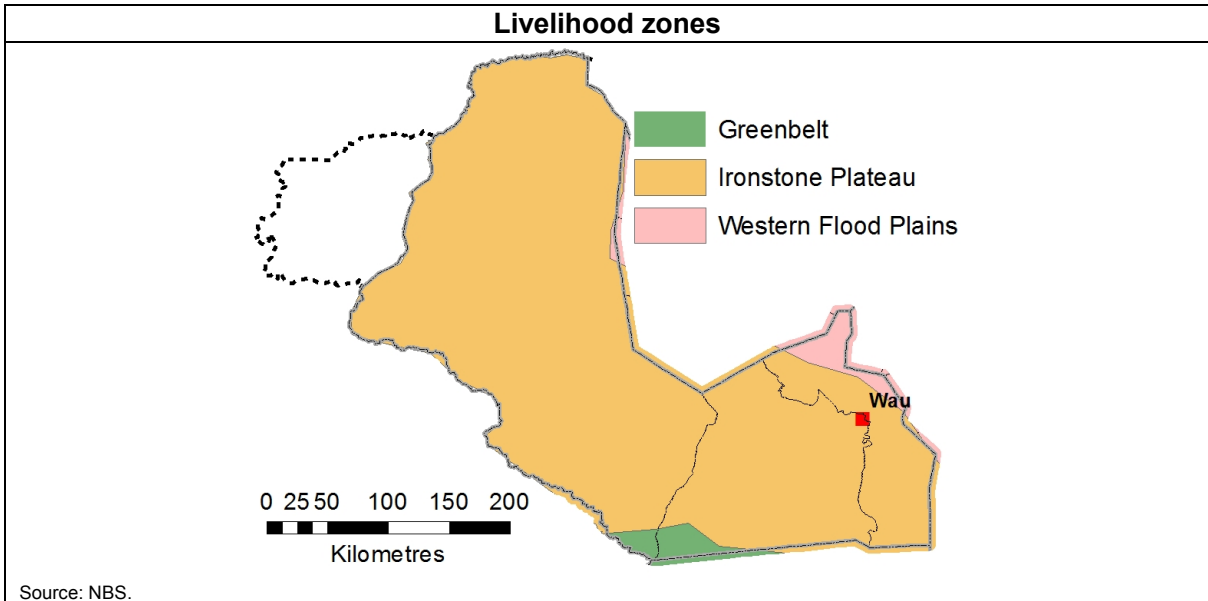 Livelihood zones
Greenbelt
Ironstone Plateau
Western Flood Plains
Wau
0 25 50 100 150 200
Kilometres
Source: NBS.